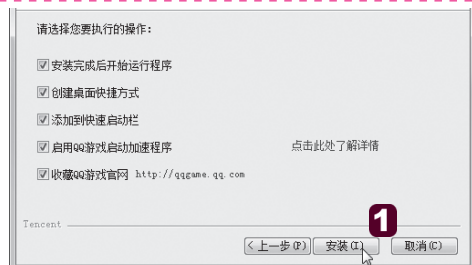 请选择您要执行的操作：
安装完成后开始运行程序
创建桌面快捷方式
添加到快速启动栏
启用QQ游戏启动加速程序 点击此处了解详情
收藏QQ游戏官网 http://qqgame.qq.com
Tencent
1
<上一步(P) 安装(I) 取消(C)